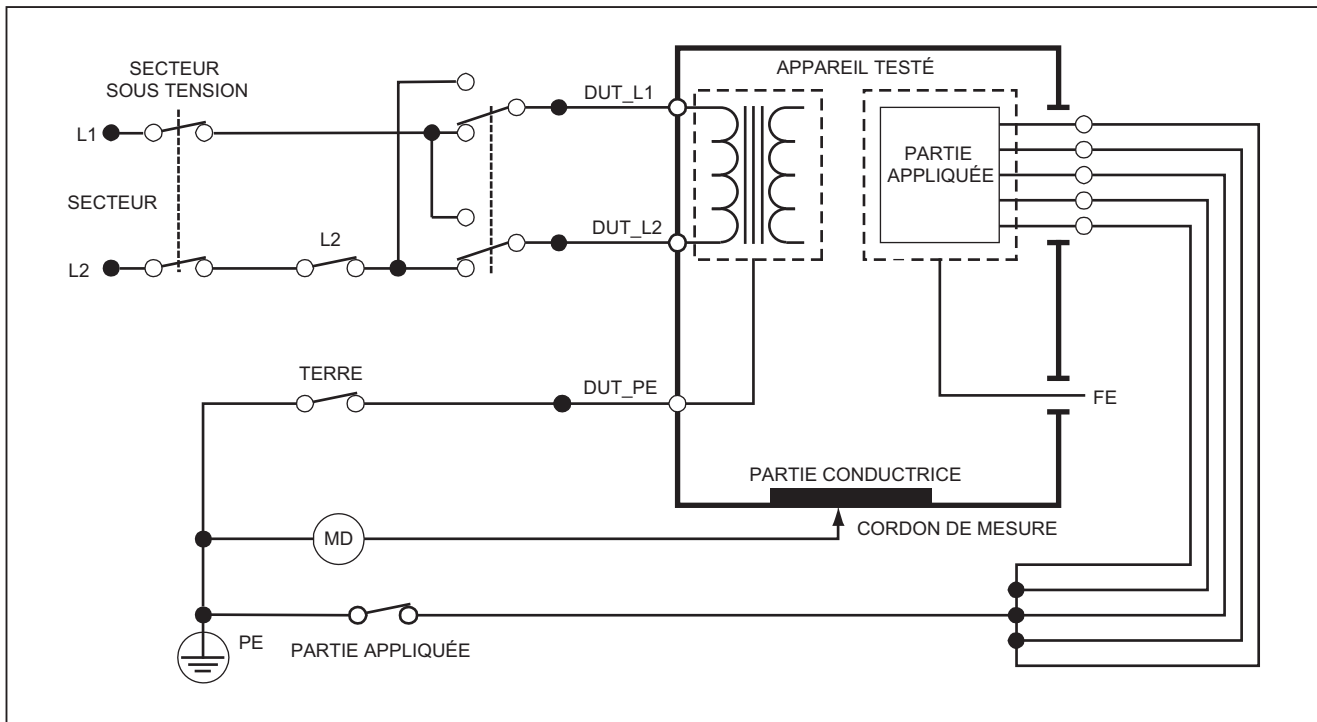 SECTEUR
SOUS TENSION
L1
SECTEUR
L2
L2
DUT_L1
DUT_L2
APPAREIL TESTÉ
PARTIE
APPLIQUÉE
TERRE
DUT_PE
FE
PARTIE CONDUCTRICE
CORDON DE MESURE
MD
PE
PARTIE APPLIQUÉE